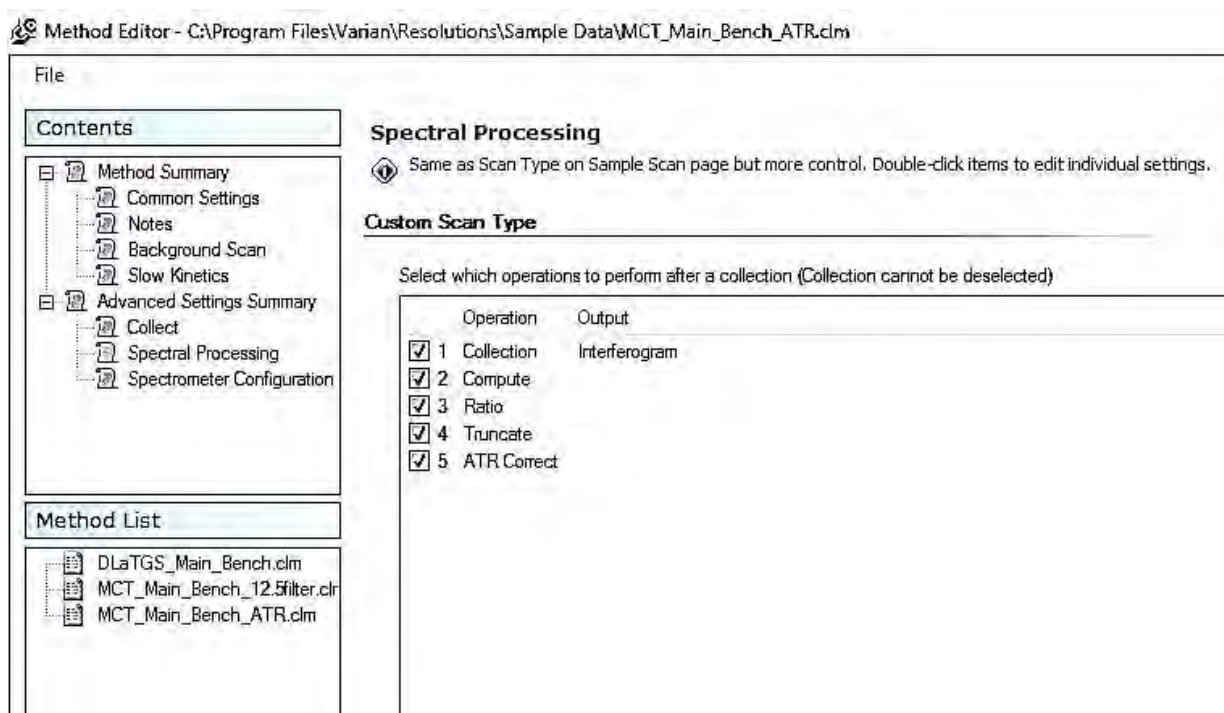 Method Editor - C:\Program Files\Varian\Resolutions\Sample Data\MCT_Main_Bench_ATR.clm
File
Contents
Method Summary
Common Settings
Notes
Background Scan
Slow Kinetics
Advanced Settings Summary
Collect
Spectral Processing
Spectrometer Configuration
Method List
DLaTGS_Main_Bench.clm
MCT_Main_Bench_12.5filter.clr
MCT_Main_Bench_ATR.clm
Spectral Processing
Same as Scan Type on Sample Scan page but more control. Double-click items to edit individual settings.
Custom Scan Type
Select which operations to perform after a collection (Collection cannot be deselected)
Operation Output
1 Collection Interferogram
2 Compute
3 Ratio
4 Truncate
5 ATR Correct